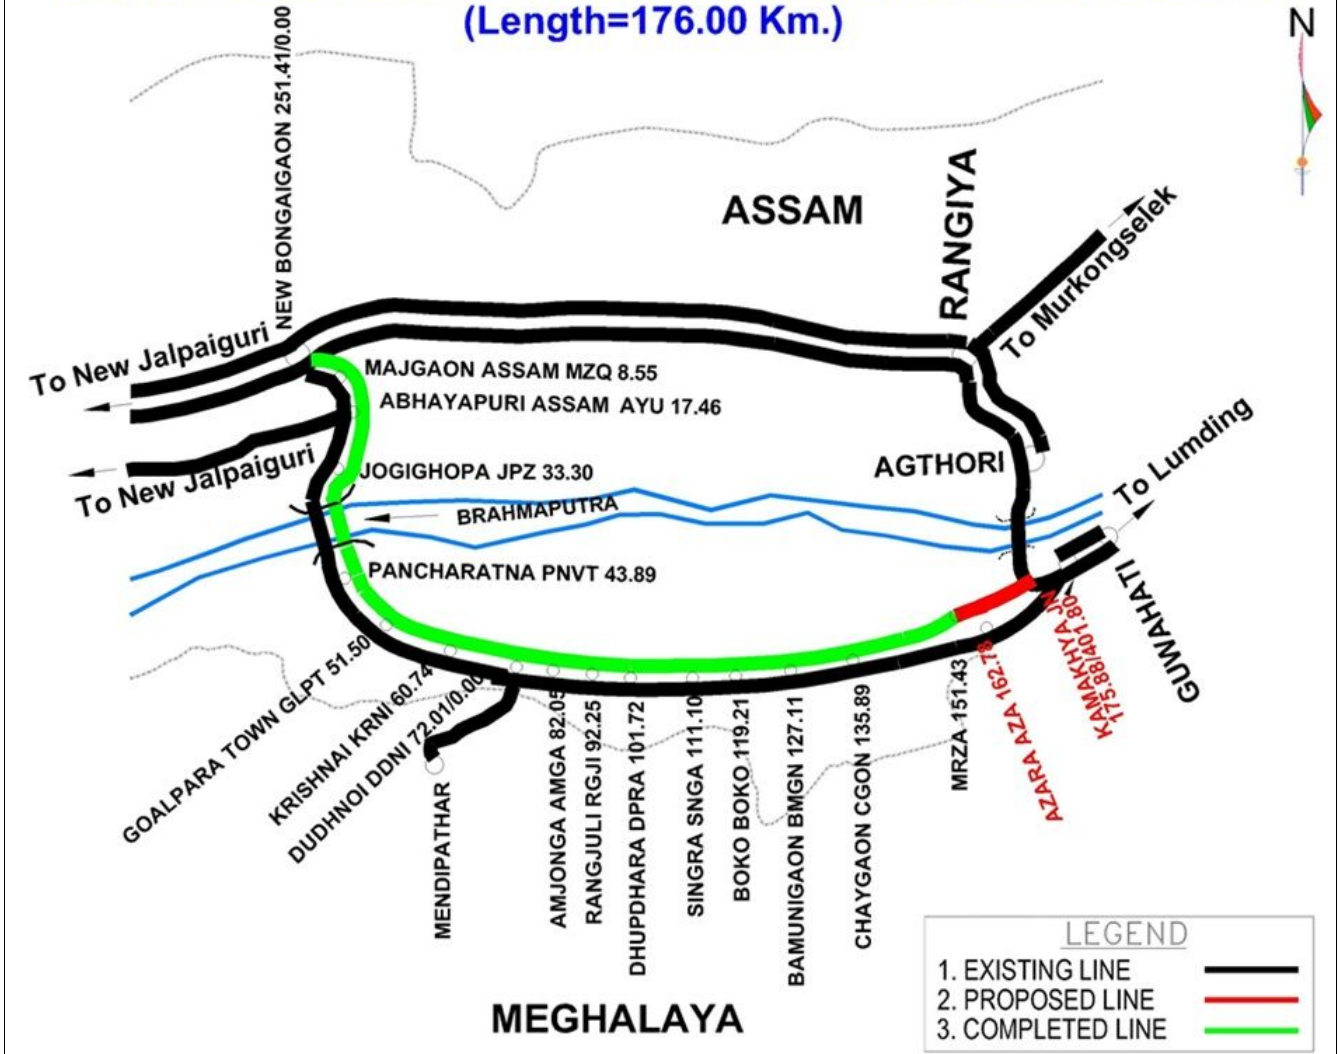 (Length=176.00 Km.)
N
NEW BONGAIGAON 251.41/0.00
ASSAM
RANGIYA
To Murkongselek
To New Jalpaiguri
MAJGAON ASSAM MZQ 8.55
ABHAYAPURI ASSAM AYU 17.46
To New Jalpaiguri
JOGIGHOPA JPZ 33.30
AGTHORI
To Lumding
BRAHMAPUTRA
PANCHARATNA PNVT 43.89
GUWAHATI
KAMAKHYA JN
175.88/401.80
AZARA AZA 162.78
MRZA 151.43
GOALPARA TOWN GLPT 51.50
KRISHNAI KRNI 60.74
DUDHNOI DDNI 72.01/0.00
MENDIPATHAR
AMJONGA AMGA 82.05
RANGJULI RGJI 92.25
DHUPDHARA DPRA 101.72
SINGRA SNGA 111.10
BOKO BOKO 119.21
BAMUNIGAON BMGN 127.11
CHAYGAON CGON 135.89
MEGHALAYA
LEGEND
1. EXISTING LINE
2. PROPOSED LINE
3. COMPLETED LINE